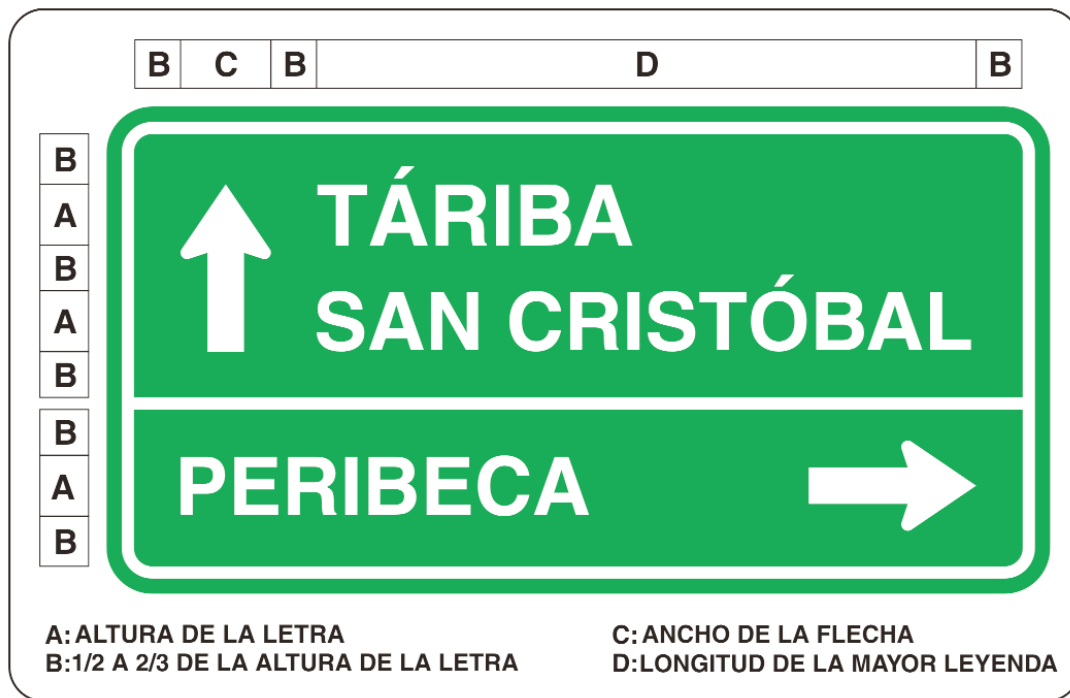 B C B D B
B
A
B
A
B
B
A
B
TÁRIBA
SAN CRISTÓBAL
PERIBECA
A: ALTURA DE LA LETRA
B:1/2 A 2/3 DE LA ALTURA DE LA LETRA
C: ANCHO DE LA FLECHA
D:LONGITUD DE LA MAYOR LEYENDA